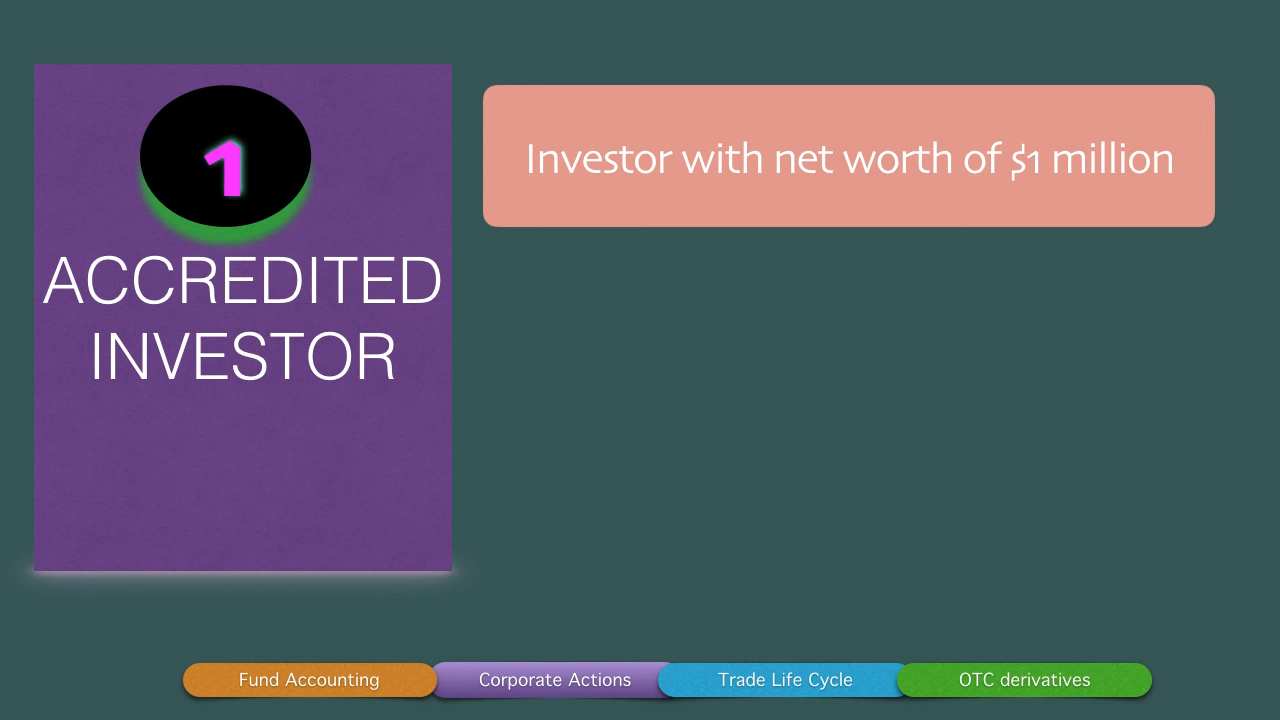 1
ACCREDITED
INVESTOR
Investor with net worth of $1 million
Fund Accounting
Corporate Actions
Trade Life Cycle
OTC derivatives